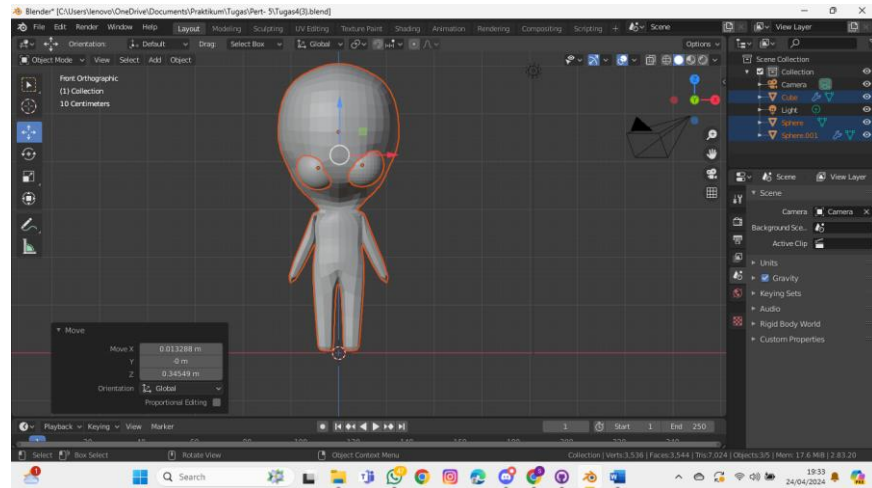 Blender* [C:\Users\lenovo\OneDrive\Documents\Praktikum\Tugas\Pert- 5\Tugas4(3).blend]
File Edit Render Window Help Layout Modeling Sculpting UV Editing Texture Paint Shading Animation Rendering Compositing Scripting + Scene View Layer
Orientation: Default Drag: Select Box Global Options
Object Mode View Select Add Object Global
Front Orthographic
(1) Collection
10 Centimeters
Scene Collection
Collection
Camera
Cube
Light
Sphere
Sphere.001
Scene View Layer
Scene
Camera Camera
Background Sce..
Active Clip
Units
Gravity
Keying Sets
Audio
Rigid Body World
Custom Properties
Move
Move X 0.013288 m
Y -0 m
Z 0.34549 m
Orientation Global
Proportional Editing
Playback Keying View Marker 1 Start 1 End 250
Select Box Select Rotate View Object Context Menu Collection | Verts:3,536 | Faces:3,544 | Tris:7,024 | Objects:3/5 | Mem: 17.6 MiB | 2.83.20
Search
19:33
24/04/2024